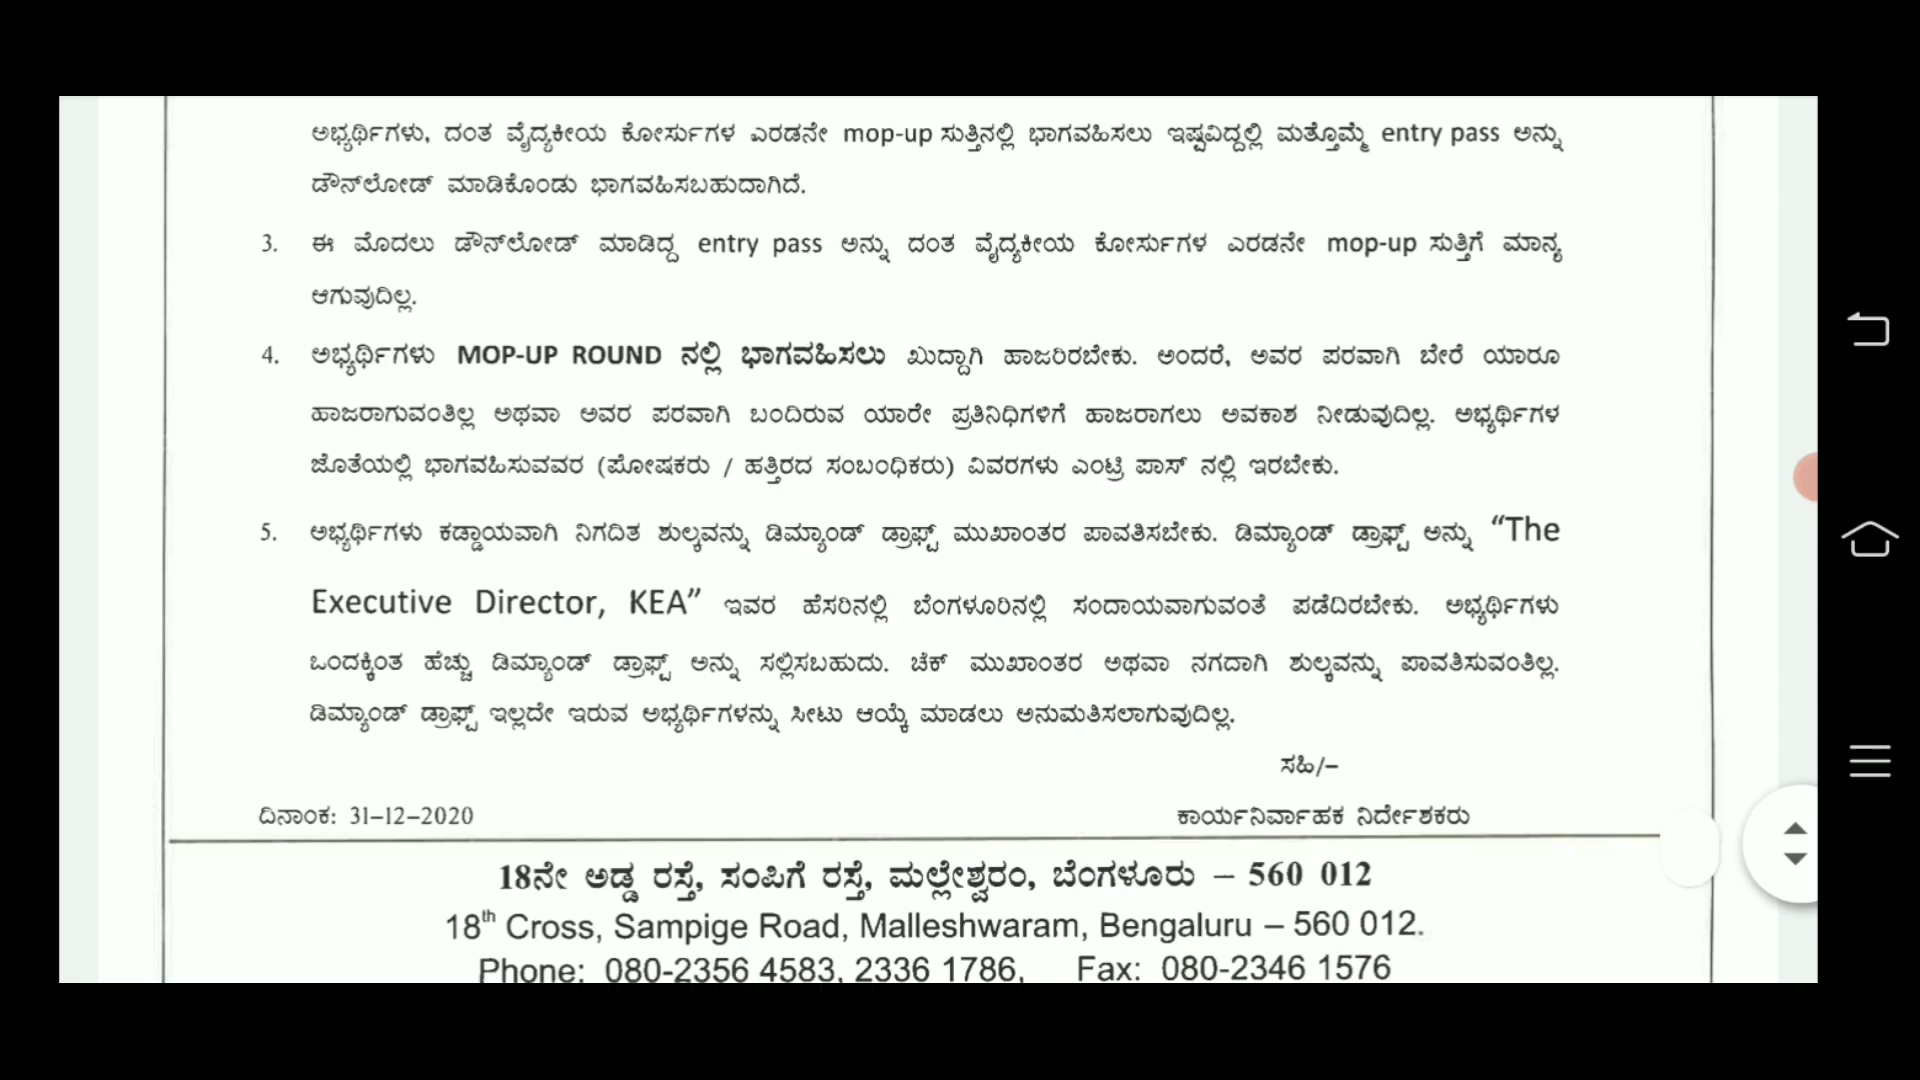 ಅಭ್ಯರ್ಥಿಗಳು, ದಂತ ವೈದ್ಯಕೀಯ ಕೋರ್ಸುಗಳ ಎರಡನೇ mop-up ಸುತ್ತಿನಲ್ಲಿ ಭಾಗವಹಿಸಲು ಇಷ್ಟವಿದ್ದಲ್ಲಿ ಮತ್ತೊಮ್ಮೆ entry pass ಅನ್ನು
ಡೌನ್‌ಲೋಡ್ ಮಾಡಿಕೊಂಡು ಭಾಗವಹಿಸಬಹುದಾಗಿದೆ.
3. ಈ ಮೊದಲು ಡೌನ್‌ಲೋಡ್ ಮಾಡಿದ್ದ entry pass ಅನ್ನು ದಂತ ವೈದ್ಯಕೀಯ ಕೋರ್ಸುಗಳ ಎರಡನೇ mop-up ಸುತ್ತಿಗೆ ಮಾನ್ಯ
ಆಗುವುದಿಲ್ಲ.
4. ಅಭ್ಯರ್ಥಿಗಳು MOP-UP ROUND ನಲ್ಲಿ ಭಾಗವಹಿಸಲು ಖುದ್ದಾಗಿ ಹಾಜರಿರಬೇಕು. ಅಂದರೆ, ಅವರ ಪರವಾಗಿ ಬೇರೆ ಯಾರೂ
ಹಾಜರಾಗುವಂತಿಲ್ಲ ಅಥವಾ ಅವರ ಪರವಾಗಿ ಬಂದಿರುವ ಯಾರೇ ಪ್ರತಿನಿಧಿಗಳಿಗೆ ಹಾಜರಾಗಲು ಅವಕಾಶ ನೀಡುವುದಿಲ್ಲ. ಅಭ್ಯರ್ಥಿಗಳ
ಜೊತೆಯಲ್ಲಿ ಭಾಗವಹಿಸುವವರ (ಪೋಷಕರು / ಹತ್ತಿರದ ಸಂಬಂಧಿಕರು) ವಿವರಗಳು ಎಂಟ್ರಿ ಪಾಸ್ ನಲ್ಲಿ ಇರಬೇಕು.
5. ಅಭ್ಯರ್ಥಿಗಳು ಕಡ್ಡಾಯವಾಗಿ ನಿಗದಿತ ಶುಲ್ಕವನ್ನು ಡಿಮ್ಯಾಂಡ್ ಡ್ರಾಫ್ಟ್ ಮುಖಾಂತರ ಪಾವತಿಸಬೇಕು. ಡಿಮ್ಯಾಂಡ್ ಡ್ರಾಫ್ಟ್ ಅನ್ನು “The
Executive Director, KEA” ಇವರ ಹೆಸರಿನಲ್ಲಿ ಬೆಂಗಳೂರಿನಲ್ಲಿ ಸಂದಾಯವಾಗುವಂತೆ ಪಡೆದಿರಬೇಕು. ಅಭ್ಯರ್ಥಿಗಳು
ಒಂದಕ್ಕಿಂತ ಹೆಚ್ಚು ಡಿಮ್ಯಾಂಡ್ ಡ್ರಾಫ್ಟ್ ಅನ್ನು ಸಲ್ಲಿಸಬಹುದು. ಚೆಕ್ ಮುಖಾಂತರ ಅಥವಾ ನಗದಾಗಿ ಶುಲ್ಕವನ್ನು ಪಾವತಿಸುವಂತಿಲ್ಲ.
ಡಿಮ್ಯಾಂಡ್ ಡ್ರಾಫ್ಟ್ ಇಲ್ಲದೇ ಇರುವ ಅಭ್ಯರ್ಥಿಗಳನ್ನು ಸೀಟು ಆಯ್ಕೆ ಮಾಡಲು ಅನುಮತಿಸಲಾಗುವುದಿಲ್ಲ.
ಸಹಿ/–
ದಿನಾಂಕ: 31–12–2020 ಕಾರ್ಯನಿರ್ವಾಹಕ ನಿರ್ದೇಶಕರು
18ನೇ ಅಡ್ಡ ರಸ್ತೆ, ಸಂಪಿಗೆ ರಸ್ತೆ, ಮಲ್ಲೇಶ್ವರಂ, ಬೆಂಗಳೂರು – 560 012
18th Cross, Sampige Road, Malleshwaram, Bengaluru – 560 012.
Phone: 080-2356 4583, 2336 1786, Fax: 080-2346 1576